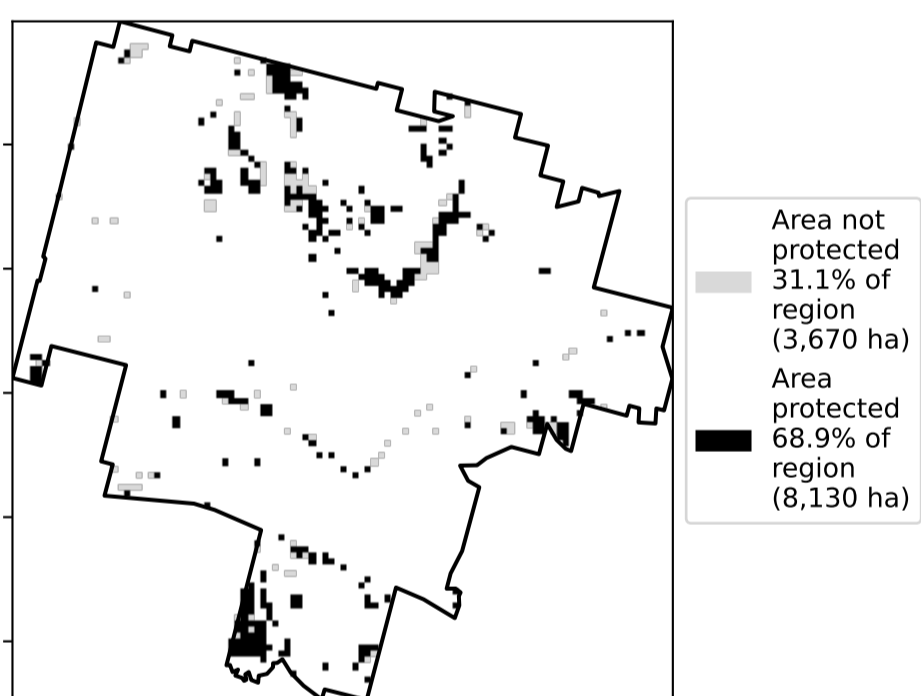 Area not
protected
31.1% of
region
(3,670 ha)
Area
protected
68.9% of
region
(8,130 ha)